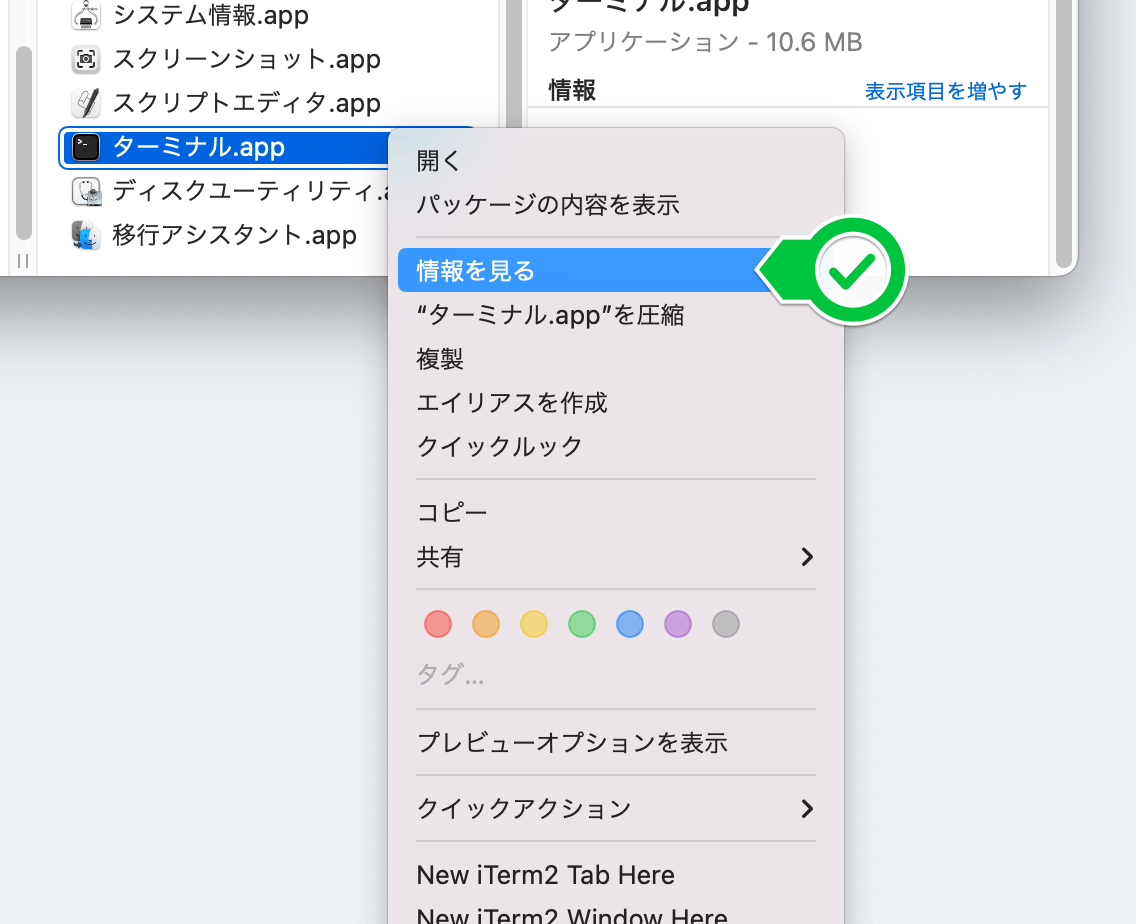 システム情報.app
スクリーンショット.app
スクリプトエディタ.app
ターミナル.app
ディスクユーティリティ.a
移行アシスタント.app
ターミナル.app
アプリケーション - 10.6 MB
情報
表示項目を増やす
開く
パッケージの内容を表示
情報を見る
“ターミナル.app”を圧縮
複製
エイリアスを作成
クイックルック
コピー
共有
タグ...
プレビューオプションを表示
クイックアクション
New iTerm2 Tab Here
New iTerm2 Window Here